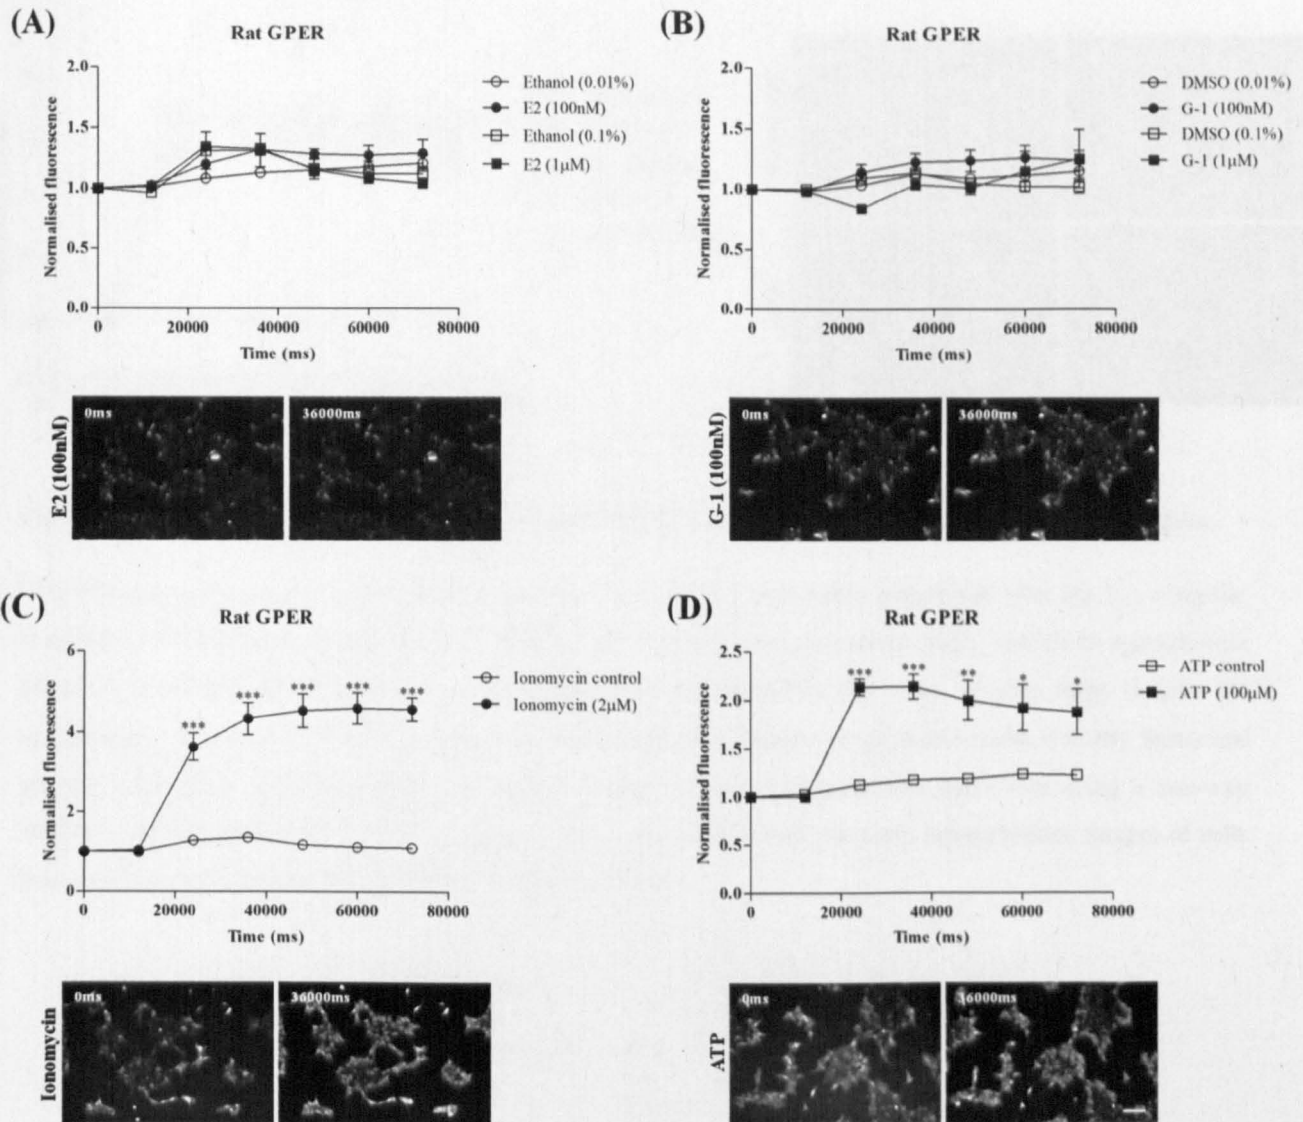 (A)
Rat GPER
Normalised fluorescence
2.0
1.5
1.0
0.5
0.0
0
20000
40000
60000
80000
Time (ms)
Ethanol (0.01%)
E2 (100nM)
Ethanol (0.1%)
E2 (1µM)
E2 (100nM)
0ms
36000ms
(B)
Rat GPER
Normalised fluorescence
2.0
1.5
1.0
0.5
0.0
0
20000
40000
60000
80000
Time (ms)
DMSO (0.01%)
G-1 (100nM)
DMSO (0.1%)
G-1 (1µM)
G-1 (100nM)
0ms
36000ms
(C)
Rat GPER
Normalised fluorescence
6
4
2
0
***
***
***
***
***
0
20000
40000
60000
80000
Time (ms)
Ionomycin control
Ionomycin (2µM)
Ionomycin
0ms
36000ms
(D)
Rat GPER
Normalised fluorescence
2.5
2.0
1.5
1.0
0.5
0.0
***
***
**
*
0
20000
40000
60000
80000
Time (ms)
ATP control
ATP (100µM)
ATP
0ms
36000ms